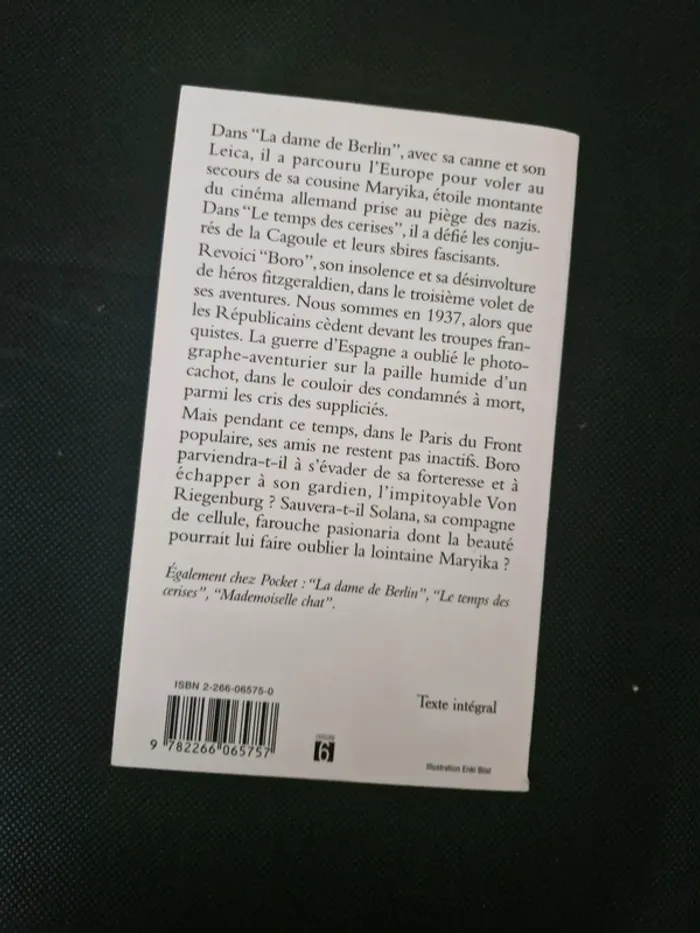 Dans “La dame de Berlin”, avec sa canne et son
Leica, il a parcouru l’Europe pour voler au
secours de sa cousine Maryika, étoile montante
du cinéma allemand prise au piège des nazis.
Dans “Le temps des cerises”, il a défié les conju-
rés de la Cagoule et leurs sbires fascisants.
Revoici “Boro”, son insolence et sa désinvolture
de héros fitzgeraldien, dans le troisième volet de
ses aventures. Nous sommes en 1937, alors que
les Républicains cèdent devant les troupes fran-
quistes. La guerre d’Espagne a oublié le photo-
graphe-aventurier sur la paille humide d’un
cachot, dans le couloir des condamnés à mort,
parmi les cris des suppliciés.
Mais pendant ce temps, dans le Paris du Front
populaire, ses amis ne restent pas inactifs. Boro
parviendra-t-il à s’évader de sa forteresse et à
échapper à son gardien, l’impitoyable Von
Riegenburg ? Sauvera-t-il Solana, sa compagne
de cellule, farouche pasionaria dont la beauté
pourrait lui faire oublier la lointaine Maryika ?
Également chez Pocket : “La dame de Berlin”, “Le temps des
cerises”, “Mademoiselle chat”.
ISBN 2-266-06575-0
Texte intégral
9 782266 065757
6
Illustration Enki Bilal